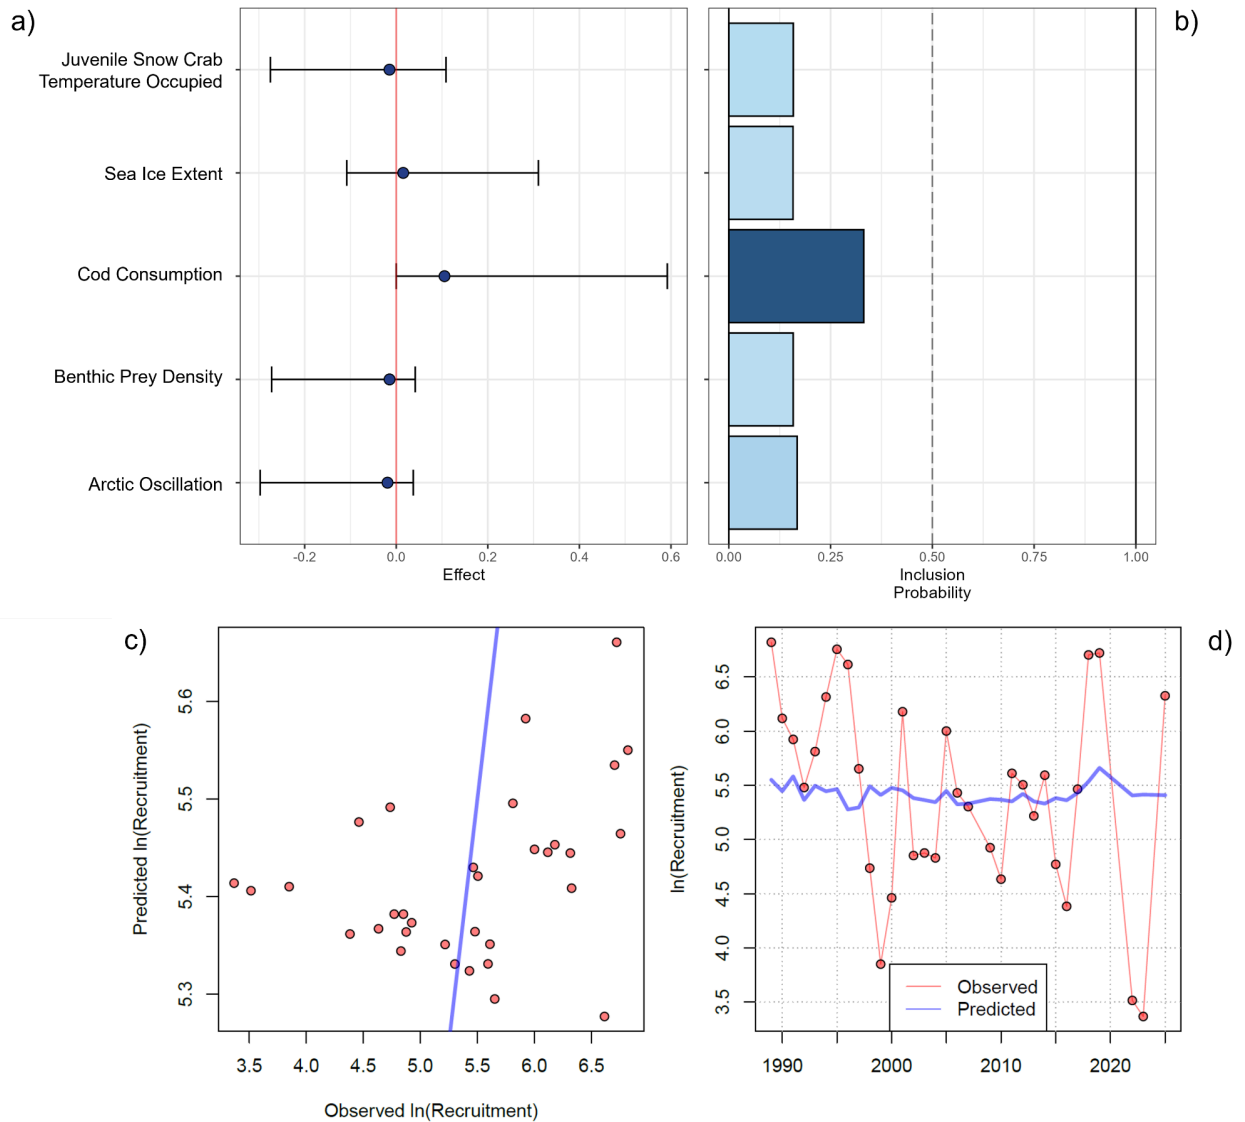 a)
b)
Juvenile Snow Crab
Temperature Occupied
Sea Ice Extent
Cod Consumption
Benthic Prey Density
Arctic Oscillation
-0.2 0.0 0.2 0.4 0.6
Effect
0.00 0.25 0.50 0.75 1.00
Inclusion
Probability
c)
5.6
5.5
5.4
5.3
Predicted ln(Recruitment)
3.5 4.0 4.5 5.0 5.5 6.0 6.5
Observed ln(Recruitment)
d)
6.5
6.0
5.5
5.0
4.5
4.0
3.5
ln(Recruitment)
Observed
Predicted
1990 2000 2010 2020